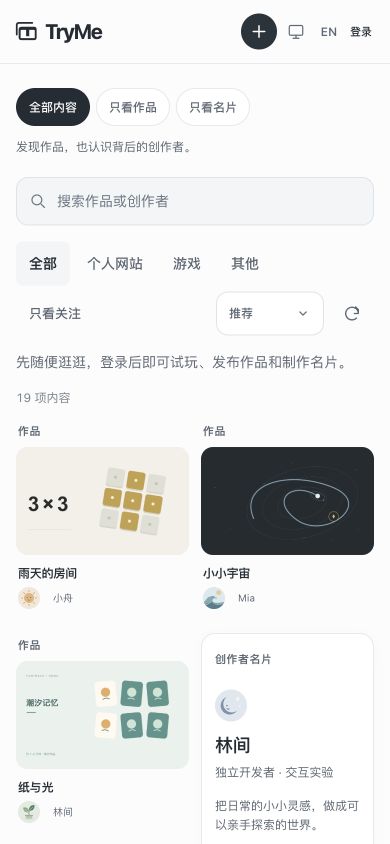 TryMe
EN
登录
全部内容
只看作品
只看名片
发现作品，也认识背后的创作者。
搜索作品或创作者
全部
个人网站
游戏
其他
只看关注
推荐
先随便逛逛，登录后即可试玩、发布作品和制作名片。
19 项内容
作品
3×3
雨天的房间
小舟
作品
小小宇宙
Mia
作品
潮汐记忆
纸与光
林间
创作者名片
林间
独立开发者 · 交互实验
把日常的小小灵感，做成可
以亲手探索的世界。